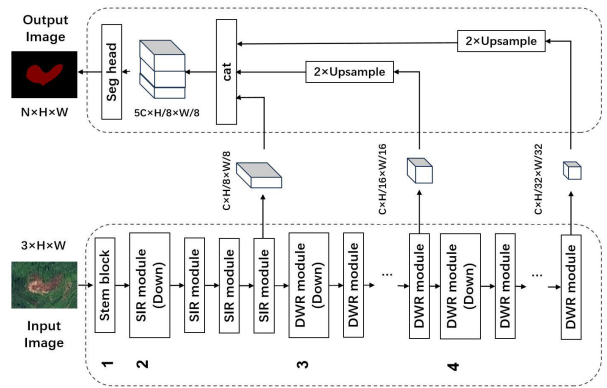 Output
Image
N×H×W
Seg head
5C×H/8×W/8
cat
2×Upsample
2×Upsample
C×H/8×W/8
C×H/16×W/16
C×H/32×W/32
3×H×W
Input
Image
Stem block
SIR module
(Down)
SIR module
SIR module
SIR module
DWR module
(Down)
DWR module
...
DWR module
DWR module
(Down)
DWR module
...
DWR module
1
2
3
4